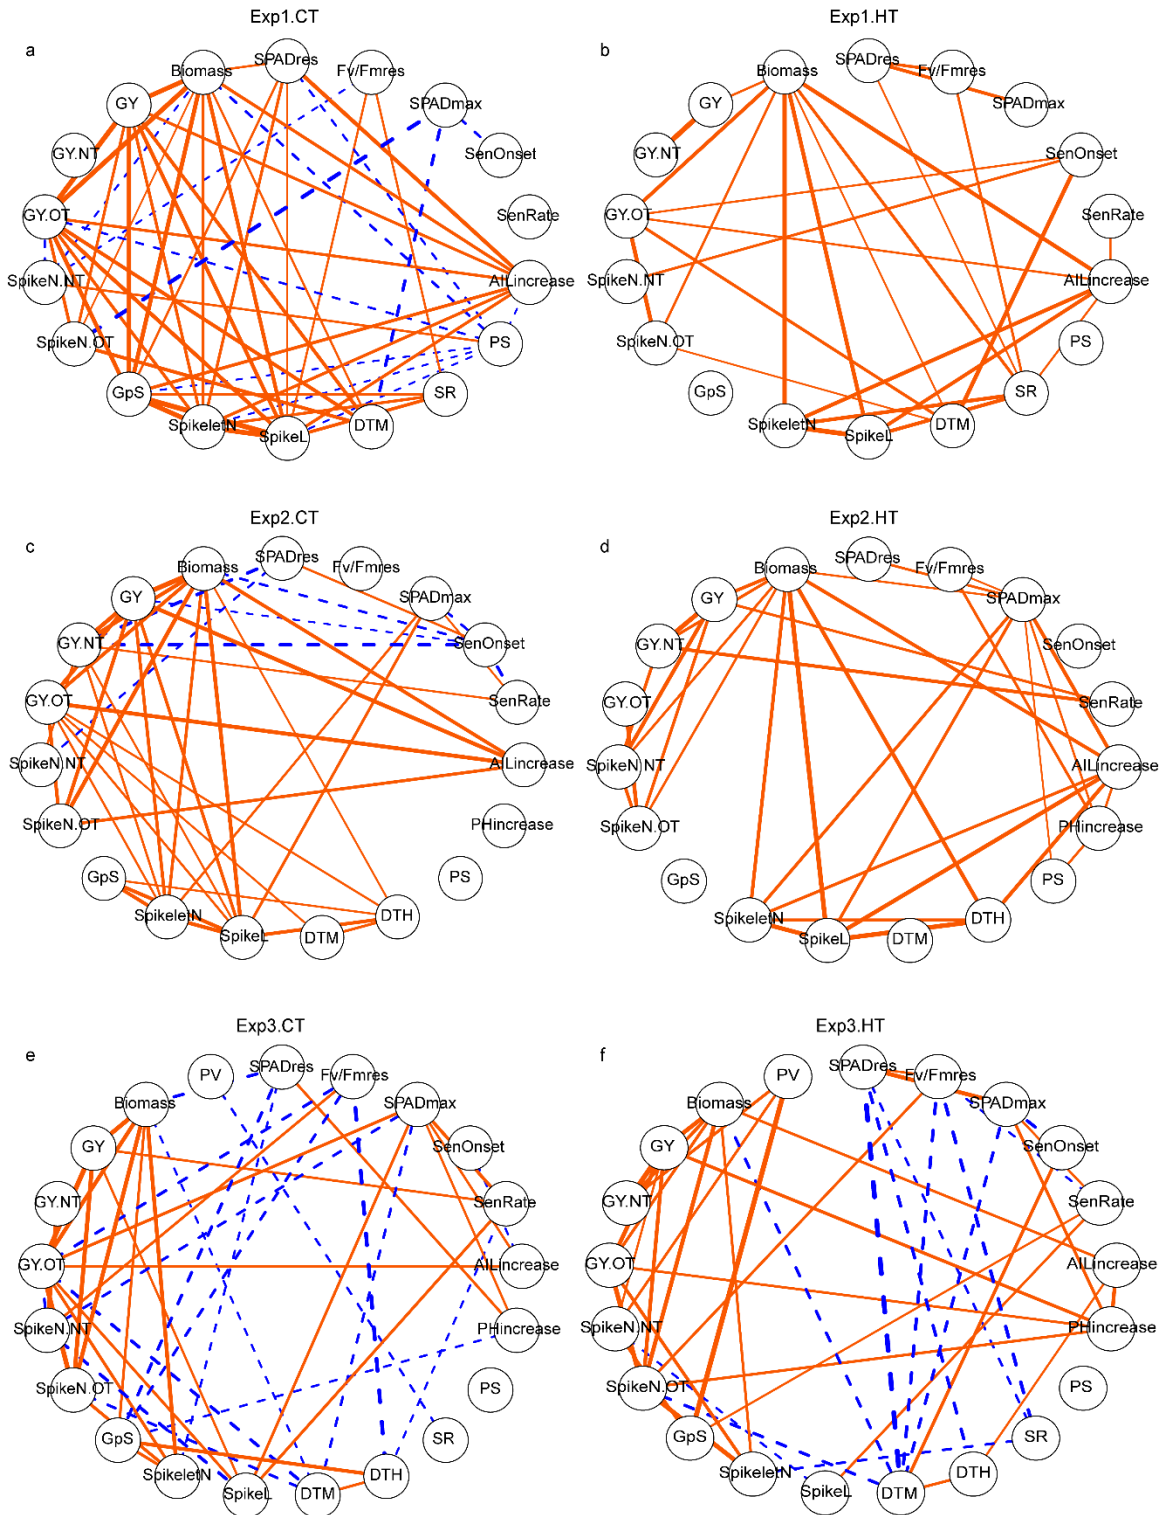 Exp1.CT
a
SPADres
Biomass
Fv/Fmres
GY
SPADmax
GY.NT
SenOnset
GY.OT
SenRate
SpikeN.NT
AILincrease
SpikeN.OT
PS
GpS
SR
SpikeletN
DTM
SpikeL
Exp1.HT
b
SPADres
Biomass
Fv/Fmres
GY
SPADmax
GY.NT
SenOnset
GY.OT
SenRate
SpikeN.NT
AILincrease
SpikeN.OT
PS
GpS
SR
SpikeletN
DTM
SpikeL
Exp2.CT
c
SPADres
Biomass
Fv/Fmres
GY
SPADmax
GY.NT
SenOnset
GY.OT
SenRate
SpikeN.NT
AILincrease
SpikeN.OT
PHincrease
GpS
PS
SpikeletN
DTH
SpikeL
DTM
Exp2.HT
d
SPADres
Biomass
Fv/Fmres
GY
SPADmax
GY.NT
SenOnset
GY.OT
SenRate
SpikeN.NT
AILincrease
SpikeN.OT
PHincrease
GpS
PS
SpikeletN
DTH
SpikeL
DTM
Exp3.CT
e
PV
SPADres
Fv/Fmres
Biomass
SPADmax
GY
SenOnset
GY.NT
SenRate
GY.OT
AILincrease
SpikeN.NT
PHincrease
SpikeN.OT
PS
GpS
SR
SpikeletN
DTH
SpikeL
DTM
Exp3.HT
f
PV
SPADres
Fv/Fmres
Biomass
SPADmax
GY
SenOnset
GY.NT
SenRate
GY.OT
AILincrease
SpikeN.NT
PHincrease
SpikeN.OT
PS
GpS
SR
SpikeletN
DTH
SpikeL
DTM